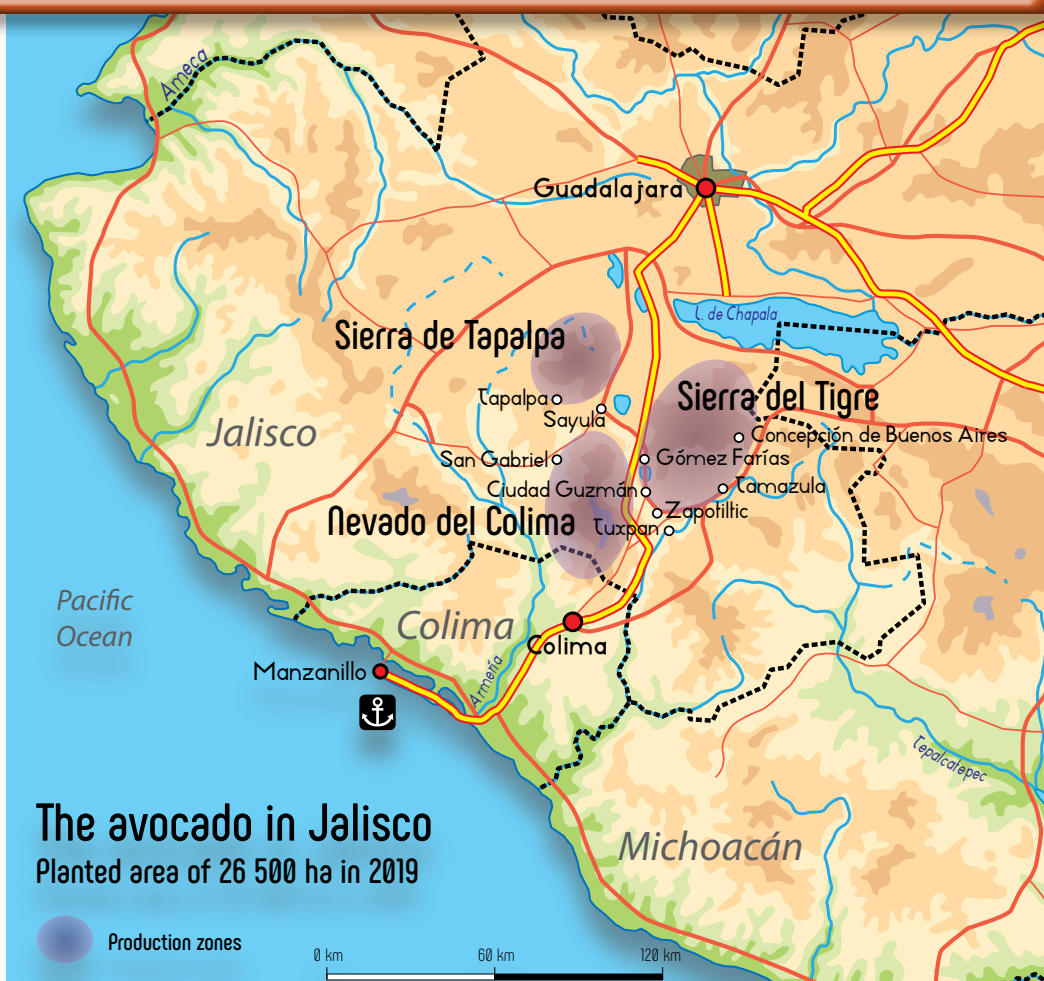 Ameca
Guadalajara
L. de Chapala
Sierra de Tapalpa
Sierra del Tigre
Tapalpa
Sayula
Jalisco
Concepción de Buenos Aires
San Gabriel
Gómez Farías
Ciudad Guzmán
Tamazula
Zapotiltic
Nevado del Colima
Tuxpan
Pacific
Ocean
Colima
Colima
Manzanillo
Armería
Tepalcatepec
The avocado in Jalisco
Michoacán
Planted area of 26 500 ha in 2019
Production zones
0 km
60 km
120 km